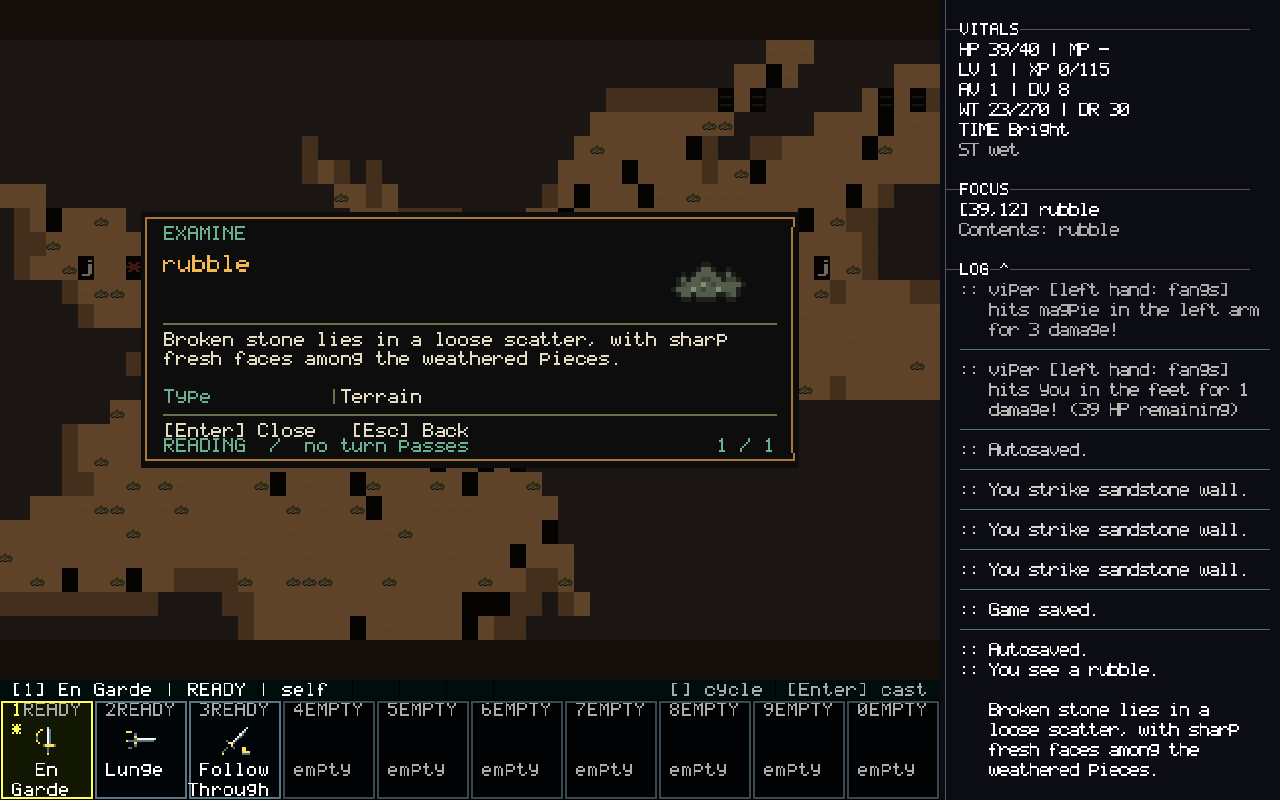 VITALS
HP 39/40 | MP -
LV 1 | XP 0/115
AV 1 | DV 8
WT 23/270 | DR 30
TIME Bright
ST wet
FOCUS
[39,12] rubble
Contents: rubble
LOG ^
:: viPer [left hand: fangs]
hits magPie in the left arm
for 3 damage!
:: viPer [left hand: fangs]
hits you in the feet for 1
damage! (39 HP remaining)
:: Autosaved.
:: You strike sandstone wall.
:: You strike sandstone wall.
:: You strike sandstone wall.
:: Game saved.
:: Autosaved.
:: You see a rubble.
Broken stone lies in a
loose scatter, with sharP
fresh faces among the
weathered Pieces.
j
j
EXAMINE
rubble
Broken stone lies in a loose scatter, with sharP
fresh faces among the weathered Pieces.
TyPe | Terrain
[Enter] Close [Esc] Back
READING / no turn Passes 1 / 1
[1] En Garde | READY | self [] cycle [Enter] cast
1READY 2READY 3READY 4EMPTY 5EMPTY 6EMPTY 7EMPTY 8EMPTY 9EMPTY 0EMPTY
*
En Lunge Follow emPty emPty emPty emPty emPty emPty emPty
Garde Through